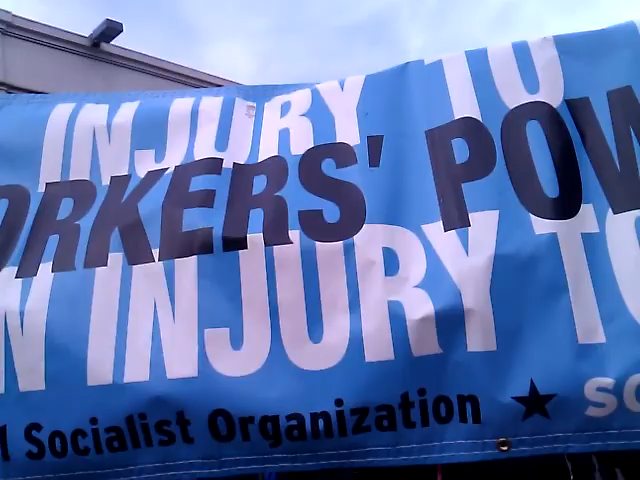 INJURY TO
ORKERS' POW
N INJURY TO
l Socialist Organization ★ so